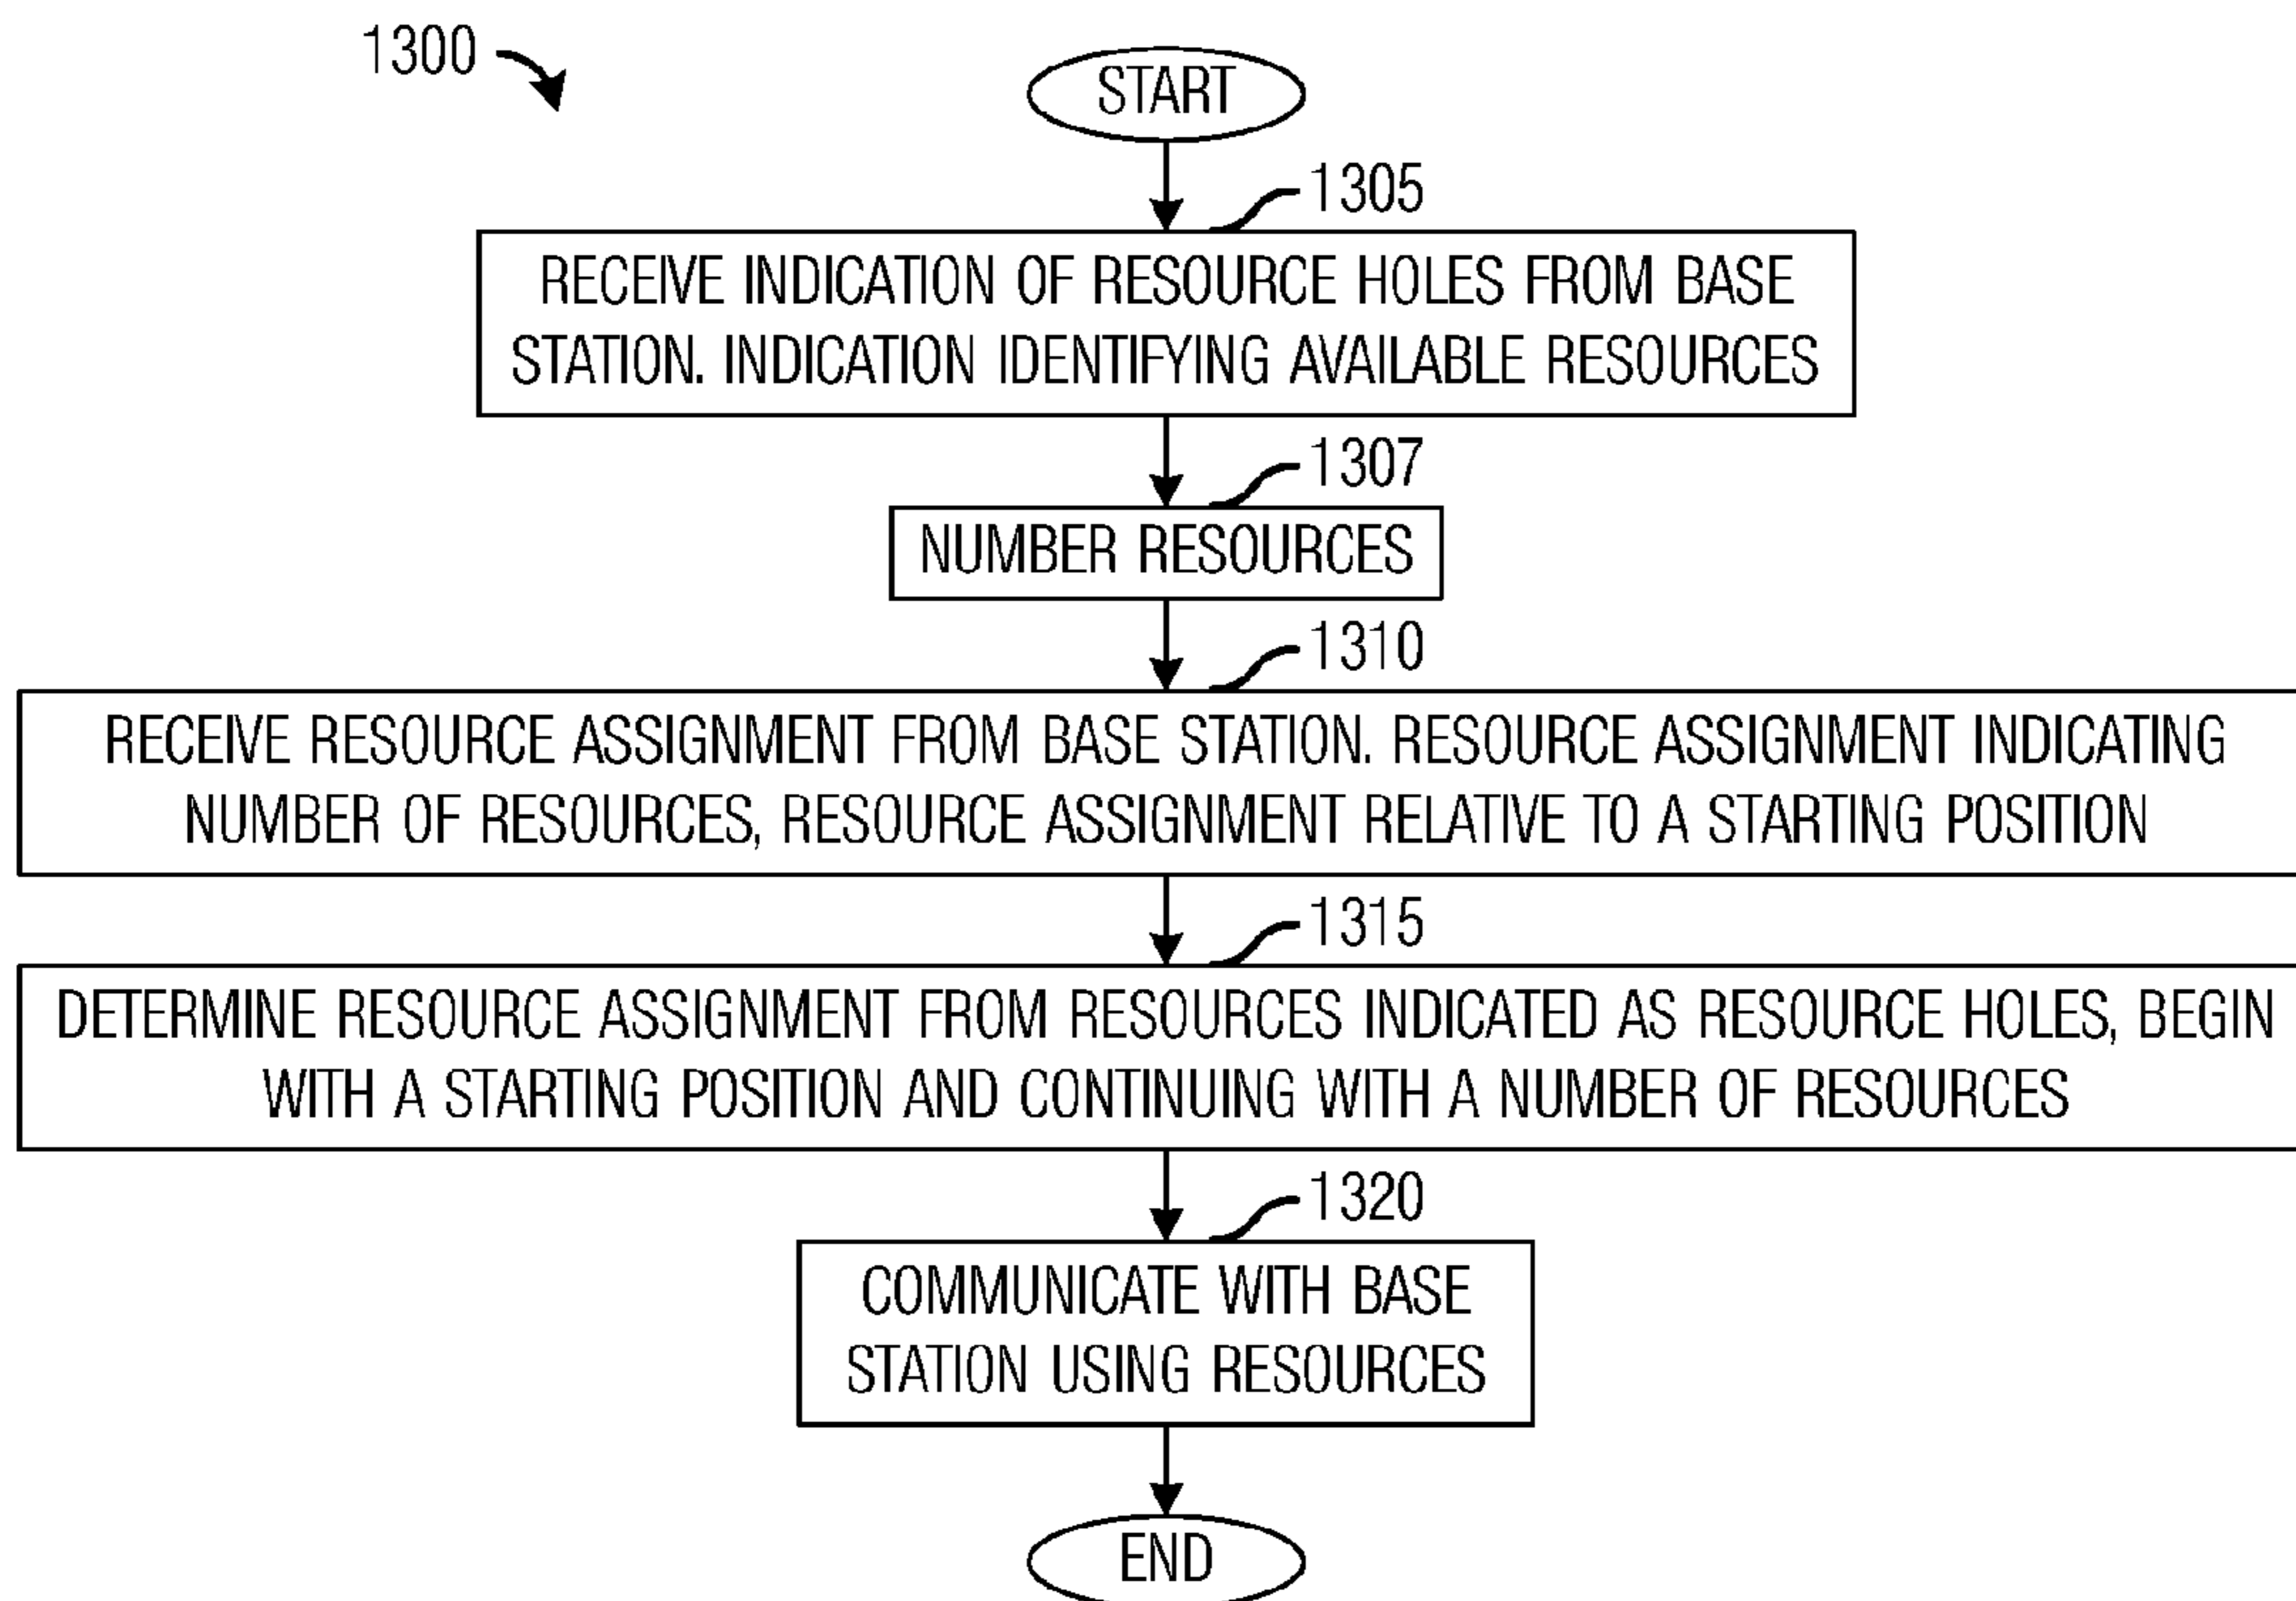 1300
START
1305
RECEIVE INDICATION OF RESOURCE HOLES FROM BASE
STATION. INDICATION IDENTIFYING AVAILABLE RESOURCES
1307
NUMBER RESOURCES
1310
RECEIVE RESOURCE ASSIGNMENT FROM BASE STATION. RESOURCE ASSIGNMENT INDICATING
NUMBER OF RESOURCES, RESOURCE ASSIGNMENT RELATIVE TO A STARTING POSITION
1315
DETERMINE RESOURCE ASSIGNMENT FROM RESOURCES INDICATED AS RESOURCE HOLES, BEGIN
WITH A STARTING POSITION AND CONTINUING WITH A NUMBER OF RESOURCES
1320
COMMUNICATE WITH BASE
STATION USING RESOURCES
END